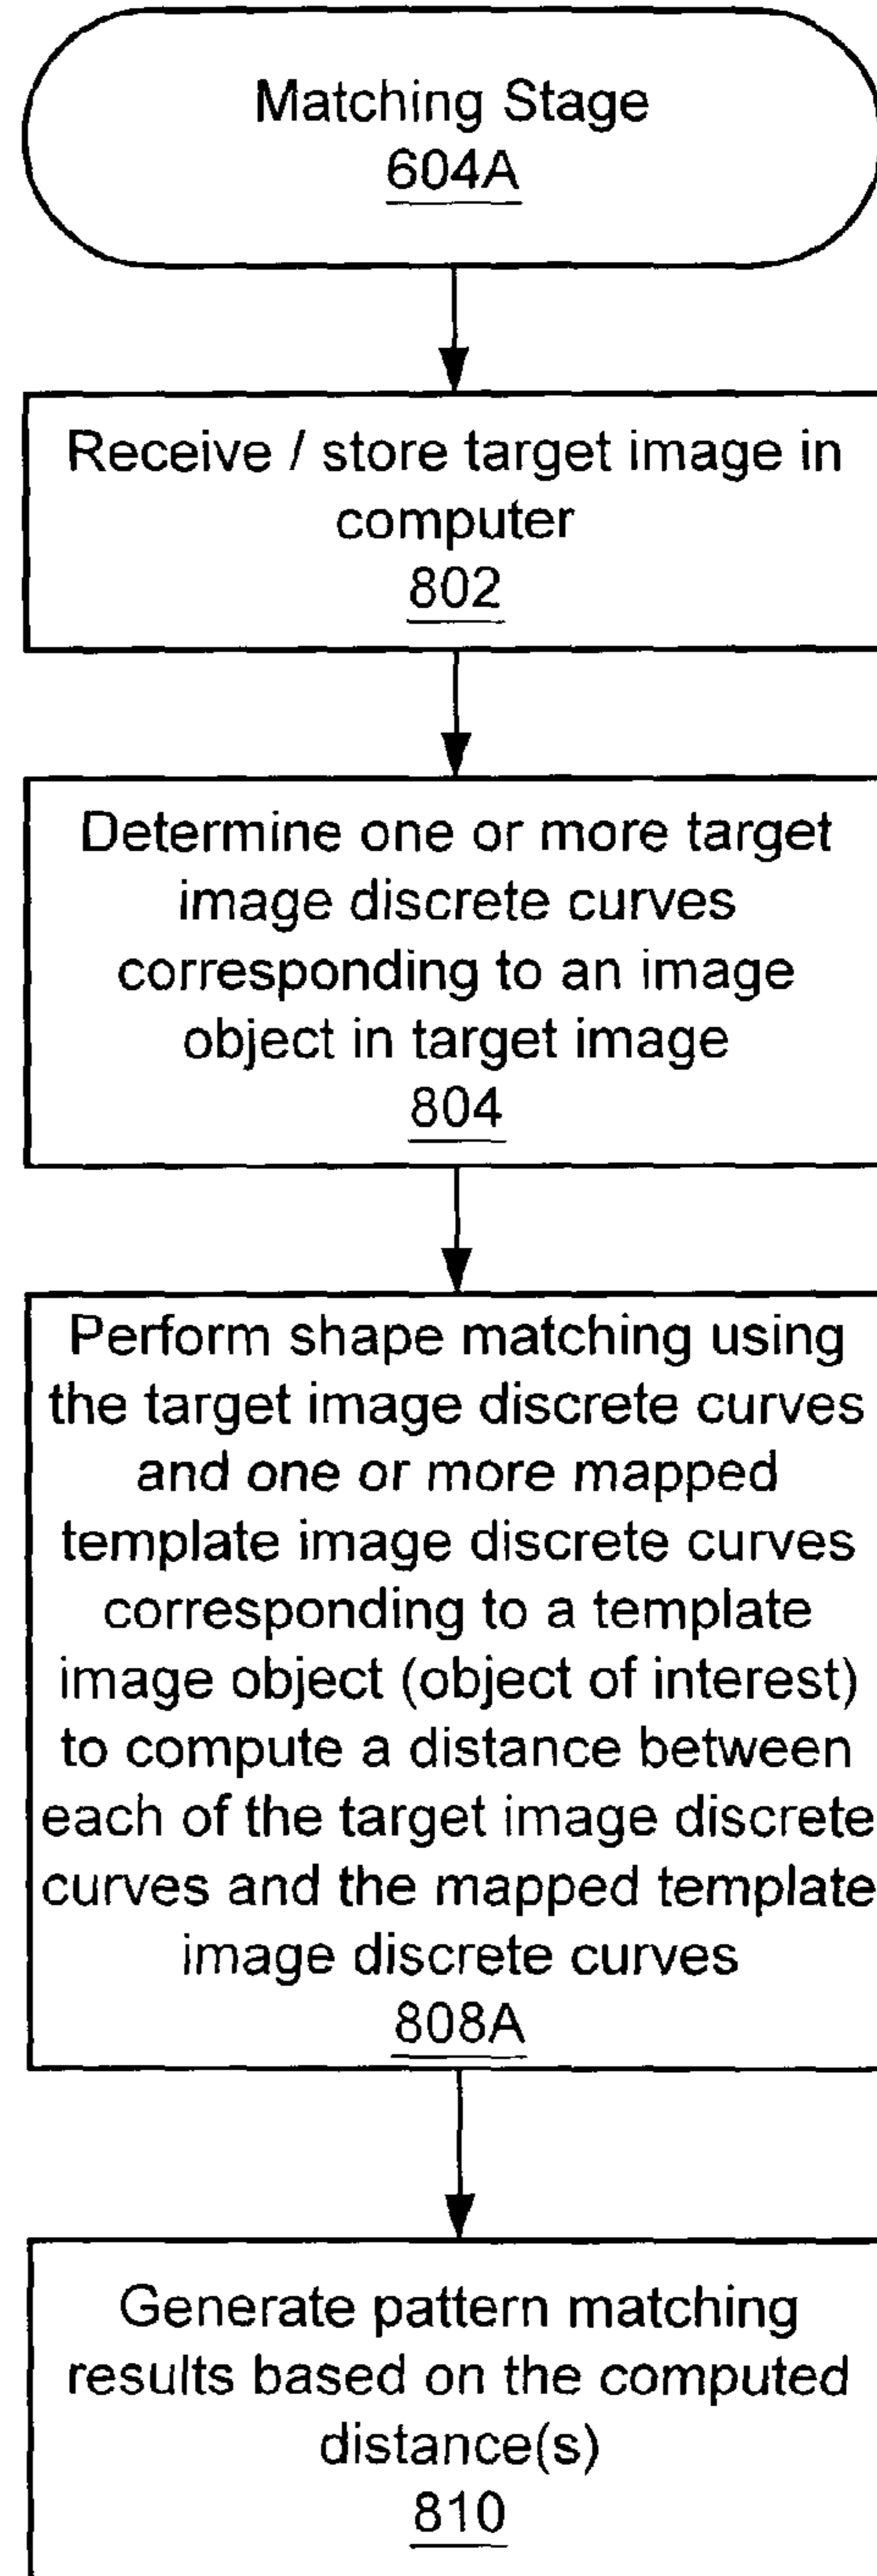 Matching Stage
604A
Receive / store target image in
computer
802
Determine one or more target
image discrete curves
corresponding to an image
object in target image
804
Perform shape matching using
the target image discrete curves
and one or more mapped
template image discrete curves
corresponding to a template
image object (object of interest)
to compute a distance between
each of the target image discrete
curves and the mapped template
image discrete curves
808A
Generate pattern matching
results based on the computed
distance(s)
810